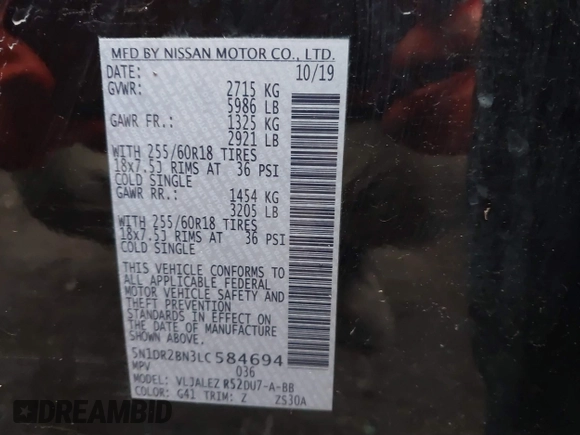 MFD BY NISSAN MOTOR CO., LTD.
DATE: 10/19
GVWR: 2715 KG
5986 LB
GAWR FR.: 1325 KG
2921 LB
WITH 255/60R18 TIRES
18x7.5J RIMS AT 36 PSI
COLD SINGLE
GAWR RR.: 1454 KG
3205 LB
WITH 255/60R18 TIRES
18x7.5J RIMS AT 36 PSI
COLD SINGLE
THIS VEHICLE CONFORMS TO
ALL APPLICABLE FEDERAL
MOTOR VEHICLE SAFETY AND
THEFT PREVENTION
STANDARDS IN EFFECT ON
THE DATE OF MANUFACTURE
SHOWN ABOVE.
5N1DR2BN3LC584694
MPV 036
MODEL: VLJALEZ R52DU7-A-BB
COLOR: G41 TRIM: Z ZS30A
DREAMBID